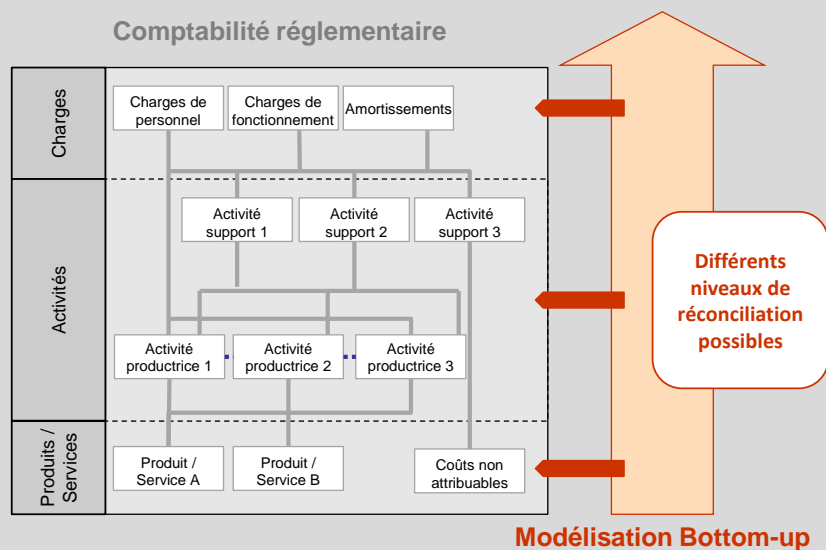 Comptabilité réglementaire
Charges
Charges de
personnel
Charges de
fonctionnement
Amortissements
Activités
Activité
support 1
Activité
support 2
Activité
support 3
Activité
productrice 1
Activité
productrice 2
Activité
productrice 3
Produits /
Services
Produit /
Service A
Produit /
Service B
Coûts non
attribuables
Différents
niveaux de
réconciliation
possibles
Modélisation Bottom-up